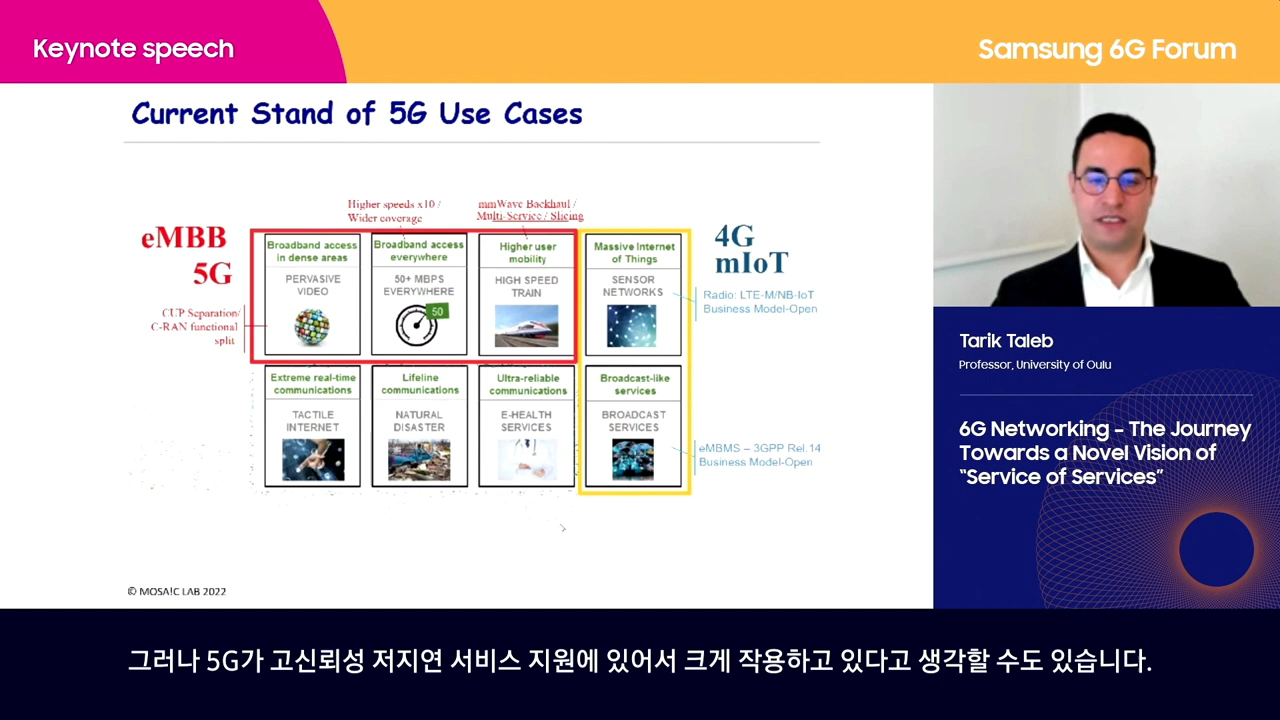 Keynote speech
Samsung 6G Forum
Current Stand of 5G Use Cases
Higher speeds x10 /
Wider coverage
mmWave Backhaul /
Multi-Service / Slicing
eMBB
5G
CUP Separation/
C-RAN functional
split
Broadband access
in dense areas
PERVASIVE
VIDEO
Broadband access
everywhere
50+ MBPS
EVERYWHERE
50
Higher user
mobility
HIGH SPEED
TRAIN
Massive Internet
of Things
SENSOR
NETWORKS
4G
mIoT
Radio: LTE-M/NB-IoT
Business Model-Open
Extreme real-time
communications
TACTILE
INTERNET
Lifeline
communications
NATURAL
DISASTER
Ultra-reliable
communications
E-HEALTH
SERVICES
Broadcast-like
services
BROADCAST
SERVICES
eMBMS – 3GPP Rel.14
Business Model-Open
© MOSA!C LAB 2022
Tarik Taleb
Professor, University of Oulu
6G Networking – The Journey
Towards a Novel Vision of
“Service of Services”
그러나 5G가 고신뢰성 저지연 서비스 지원에 있어서 크게 작용하고 있다고 생각할 수도 있습니다.